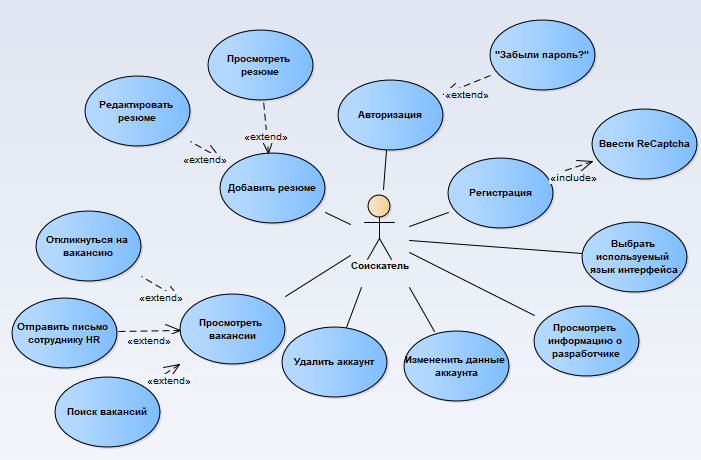 Просмотреть
резюме
"Забыли пароль?"
«extend»
Редактировать
резюме
Авторизация
«extend»
Ввести ReCaptcha
«extend»
«include»
Добавить резюме
Регистрация
Откликнуться на
вакансию
Выбрать
используемый
язык интерфейса
Соискатель
«extend»
Отправить письмо
сотруднику HR
«extend»
Просмотреть
вакансии
Просмотреть
информацию о
разработчике
Удалить аккаунт
Измененить данные
аккаунта
«extend»
Поиск вакансий